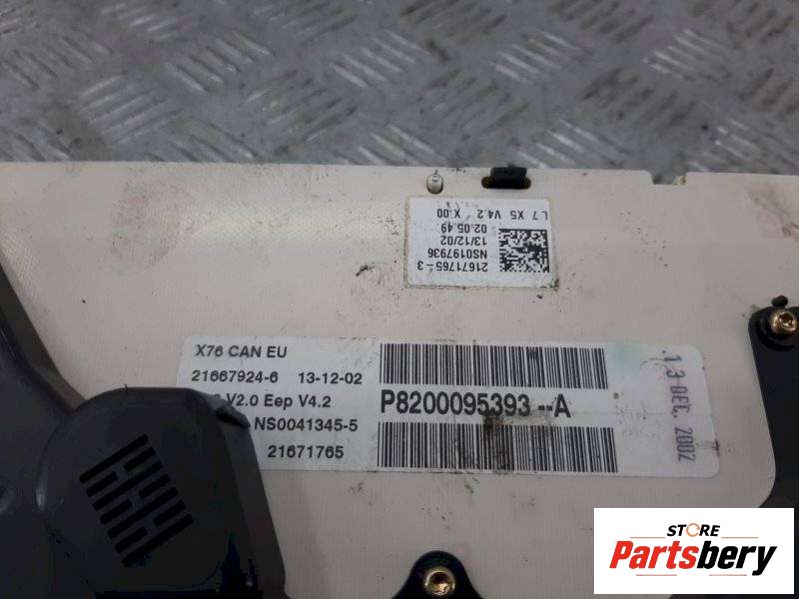 L7 X5 V4.2 X.00
02.05.49
13/12/02
NS0197936
21671765-3
X76 CAN EU
21667924-6 13-12-02
V2.0 Eep V4.2
NS0041345-5
21671765
P8200095393--A
13 DEC. 2002
STORE
Partsbery